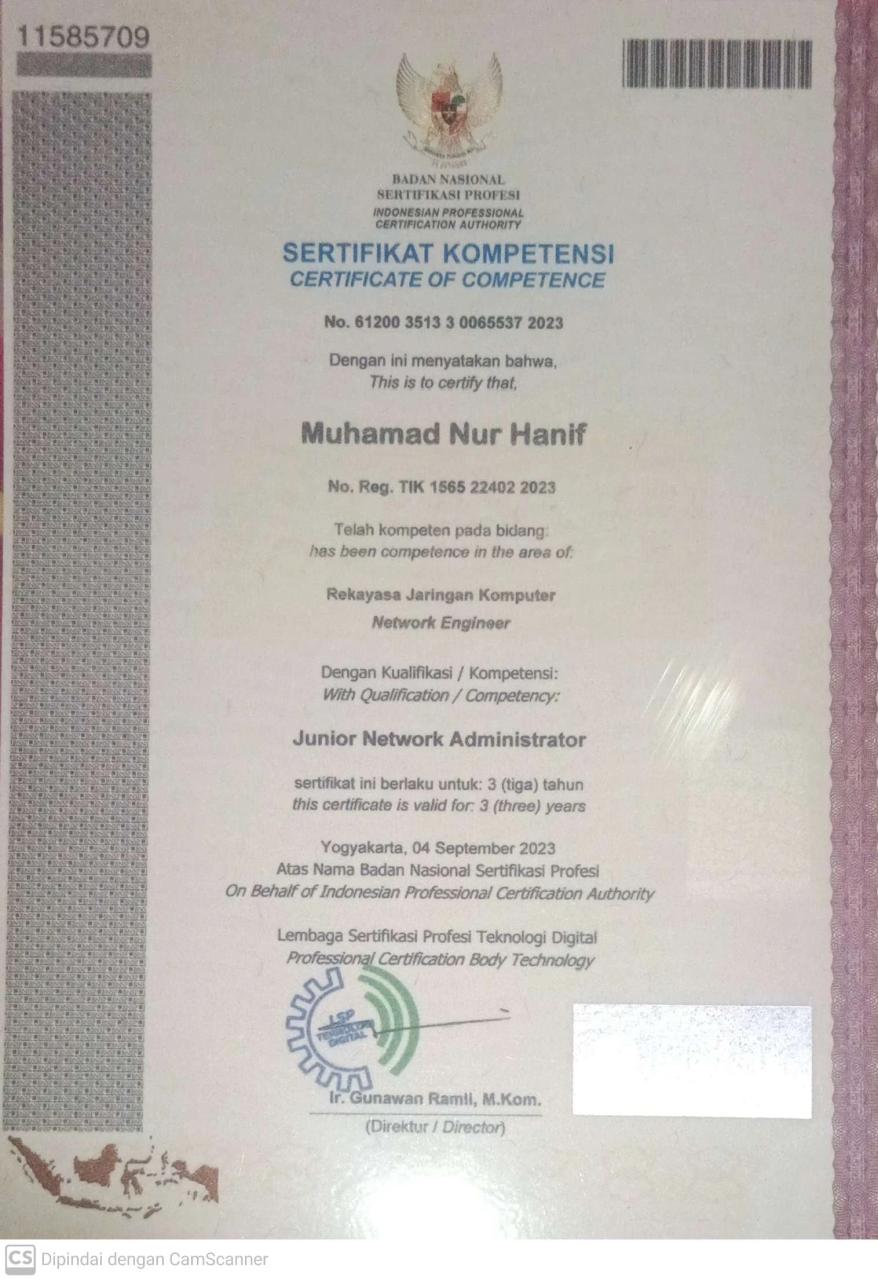 11585709
BADAN NASIONAL
SERTIFIKASI PROFESI
INDONESIAN PROFESSIONAL
CERTIFICATION AUTHORITY
SERTIFIKAT KOMPETENSI
CERTIFICATE OF COMPETENCE
No. 61200 3513 3 0065537 2023
Dengan ini menyatakan bahwa,
This is to certify that,
Muhamad Nur Hanif
No. Reg. TIK 1565 22402 2023
Telah kompeten pada bidang:
has been competence in the area of:
Rekayasa Jaringan Komputer
Network Engineer
Dengan Kualifikasi / Kompetensi:
With Qualification / Competency:
Junior Network Administrator
sertifikat ini berlaku untuk: 3 (tiga) tahun
this certificate is valid for: 3 (three) years
Yogyakarta, 04 September 2023
Atas Nama Badan Nasional Sertifikasi Profesi
On Behalf of Indonesian Professional Certification Authority
Lembaga Sertifikasi Profesi Teknologi Digital
Professional Certification Body Technology
LSP
TEKNOLOGI
DIGITAL
Ir. Gunawan Ramli, M.Kom.
(Direktur / Director)
CS Dipindai dengan CamScanner